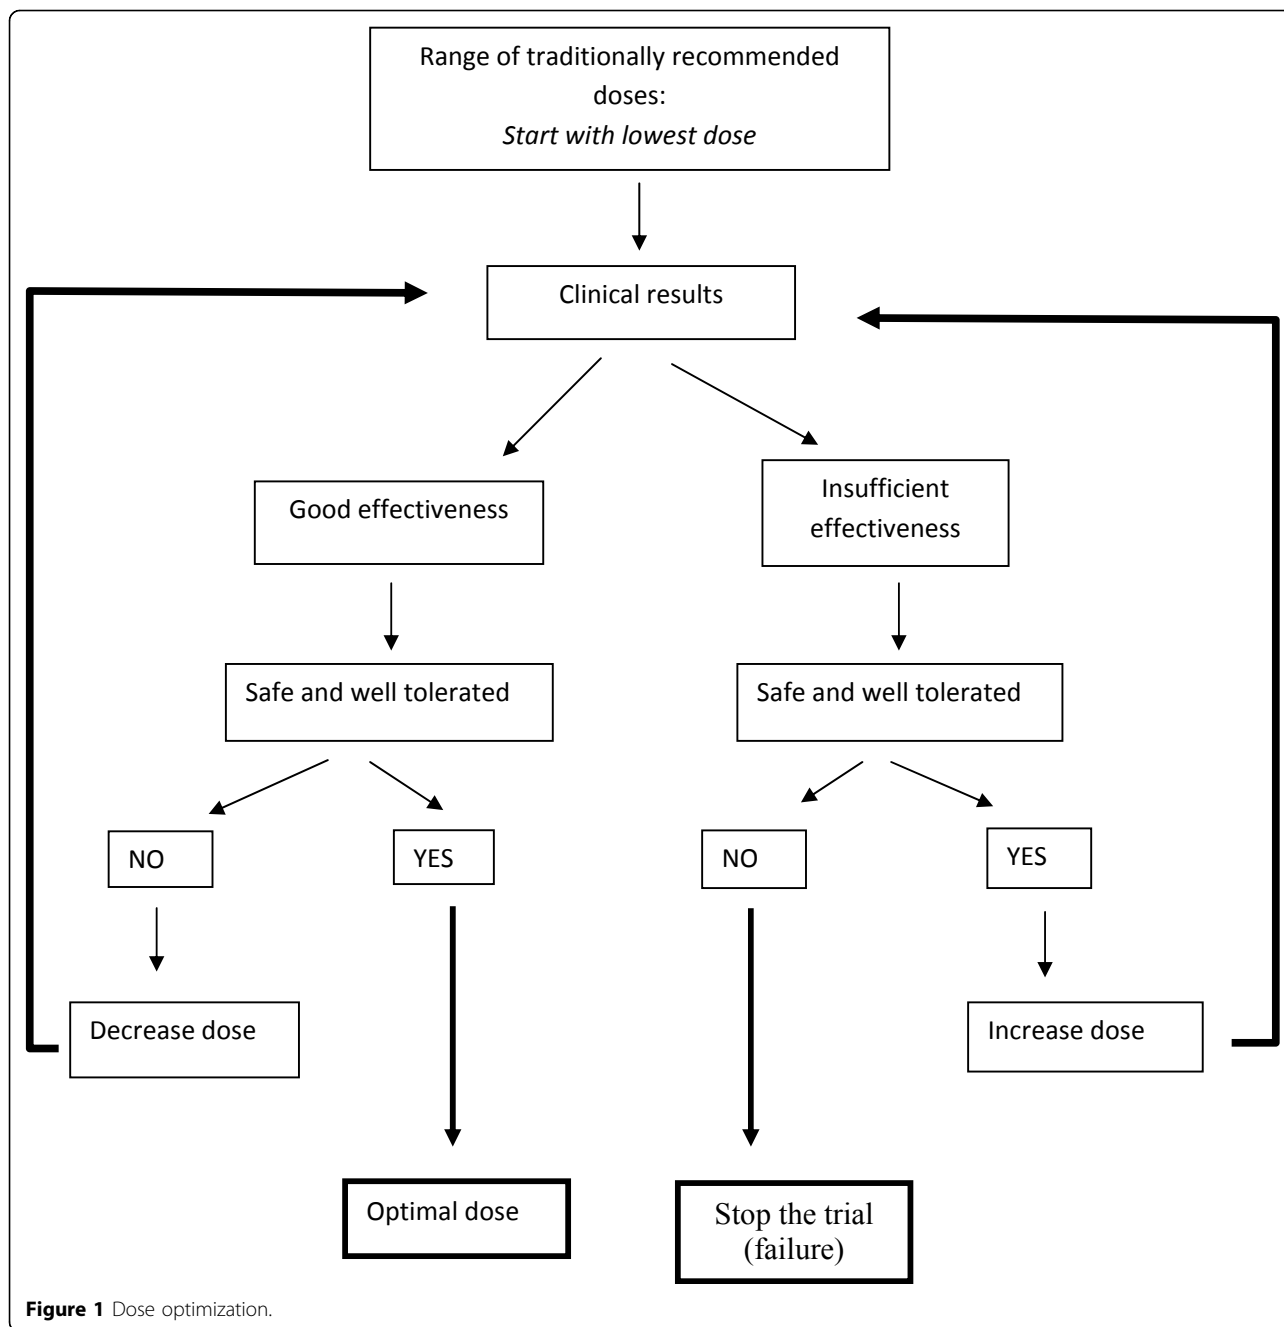 Range of traditionally recommended
doses:
Start with lowest dose
Clinical results
Good effectiveness
Insufficient
effectiveness
Safe and well tolerated
Safe and well tolerated
NO
YES
NO
YES
Decrease dose
Increase dose
Optimal dose
Stop the trial
(failure)
Figure 1 Dose optimization.